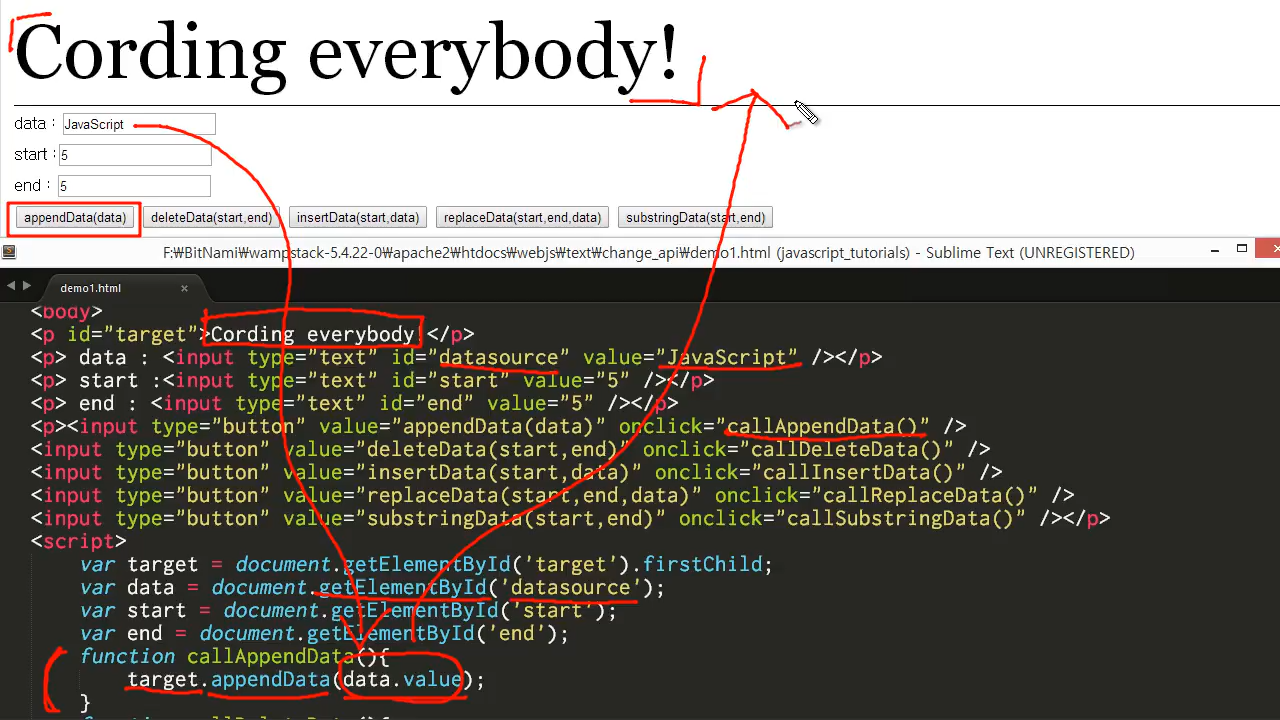 Cording everybody!
data : JavaScript
start : 5
end : 5
appendData(data) deleteData(start,end) insertData(start,data) replaceData(start,end,data) substringData(start,end)
F:₩BitNami₩wampstack-5.4.22-0₩apache2₩htdocs₩webjs₩text₩change_api₩demo1.html (javascript_tutorials) - Sublime Text (UNREGISTERED)
demo1.html ×
<body>
<p id="target">Cording everybody!</p>
<p> data : <input type="text" id="datasource" value="JavaScript" /></p>
<p> start :<input type="text" id="start" value="5" /></p>
<p> end : <input type="text" id="end" value="5" /></p>
<p><input type="button" value="appendData(data)" onclick="callAppendData()" />
<input type="button" value="deleteData(start,end)" onclick="callDeleteData()" />
<input type="button" value="insertData(start,data)" onclick="callInsertData()" />
<input type="button" value="replaceData(start,end,data)" onclick="callReplaceData()" />
<input type="button" value="substringData(start,end)" onclick="callSubstringData()" /></p>
<script>
var target = document.getElementById('target').firstChild;
var data = document.getElementById('datasource');
var start = document.getElementById('start');
var end = document.getElementById('end');
function callAppendData(){
target.appendData(data.value);
}